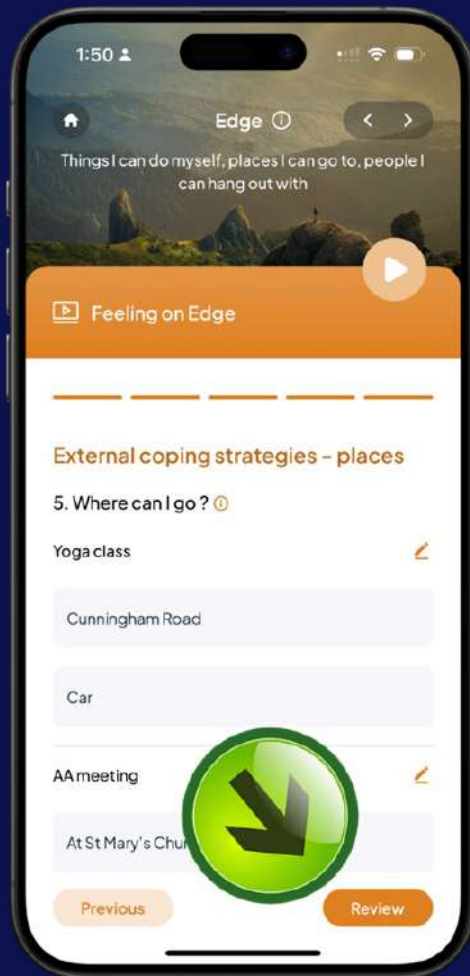 1:50
Edge
Things I can do myself, places I can go to, people I
can hang out with
Feeling on Edge
External coping strategies – places
5. Where can I go ?
Yoga class
Cunningham Road
Car
AA meeting
At St Mary's
Previous
Review